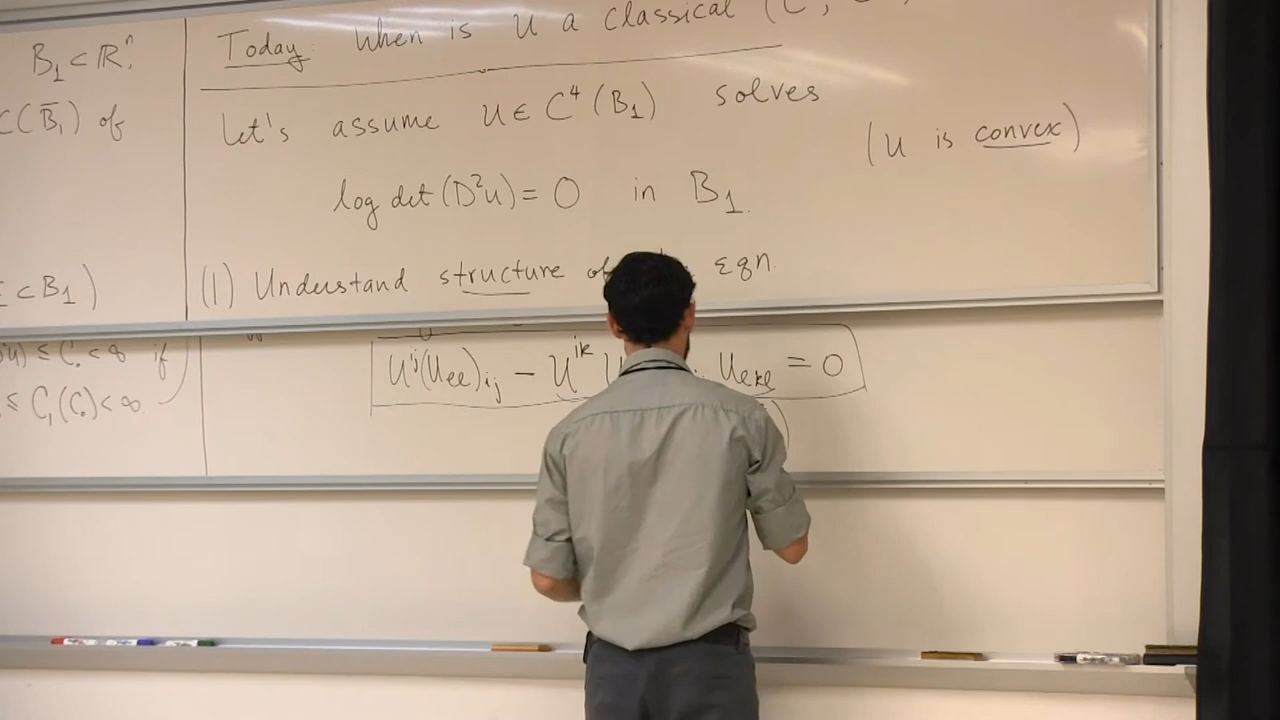 B₁ ⊂ ℝⁿ.
C(B̄₁) of
⊂ B₁)
≤ C₀ < ∞ if
≤ C₁(C₀) < ∞
Today: When is u a classical (C
Let's assume u ∈ C⁴(B₁) solves
(u is convex)
log det(D²u) = 0 in B₁.
(1) Understand structure of eqn.
Uⁱʲ(uₑₑ)ᵢⱼ − Uⁱᵏ = 0